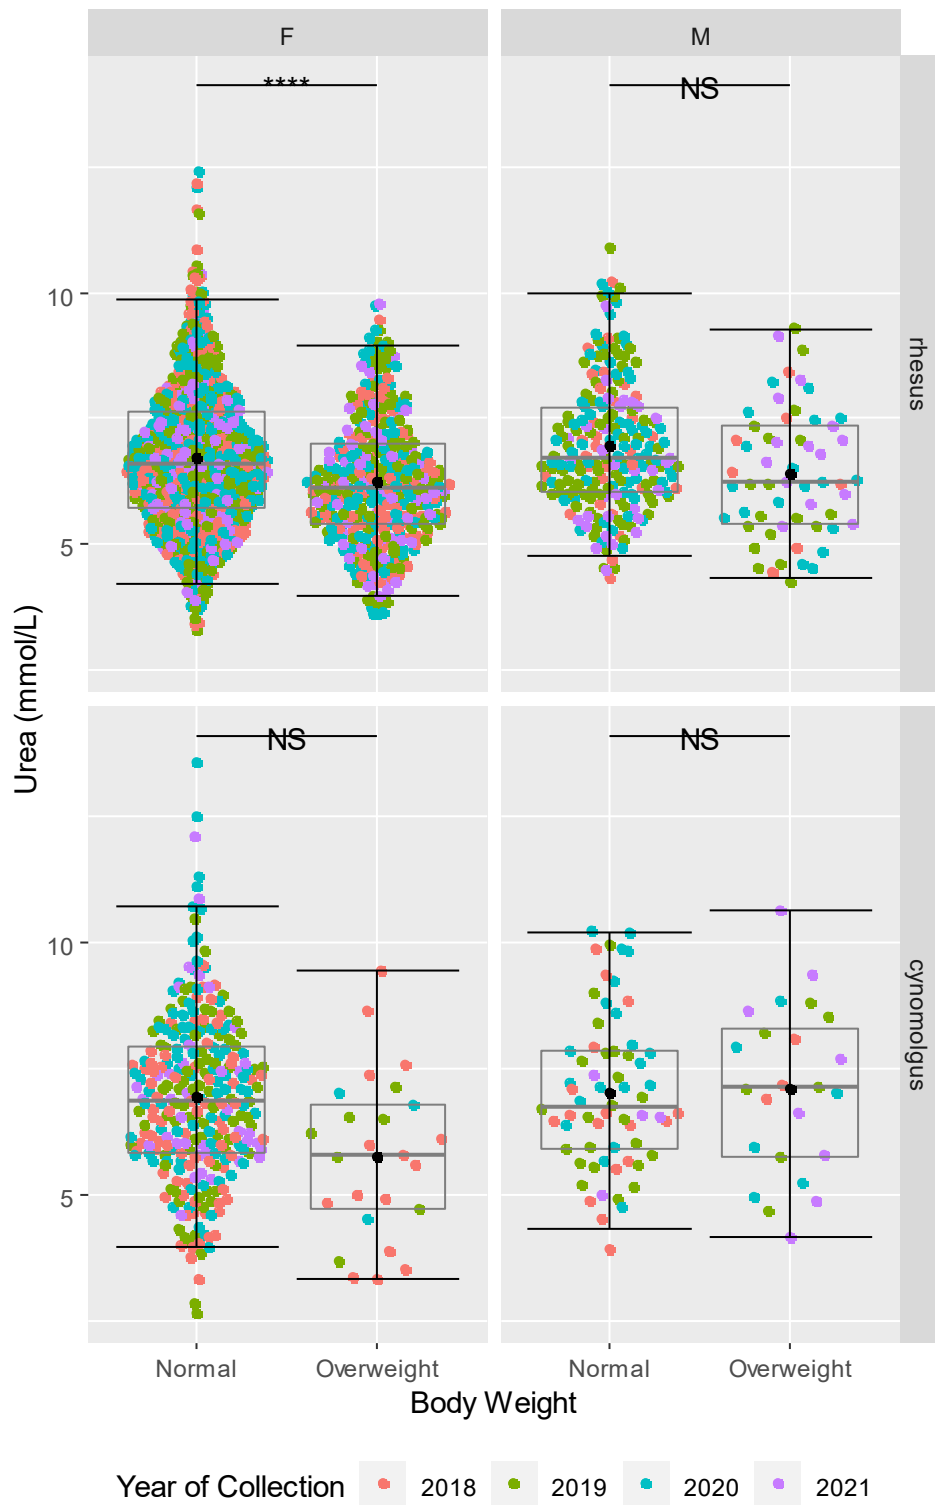 F
M
****
NS
rhesus
10
5
Urea (mmol/L)
NS
NS
cynomolgus
10
5
Normal
Overweight
Normal
Overweight
Body Weight
Year of Collection 2018 2019 2020 2021